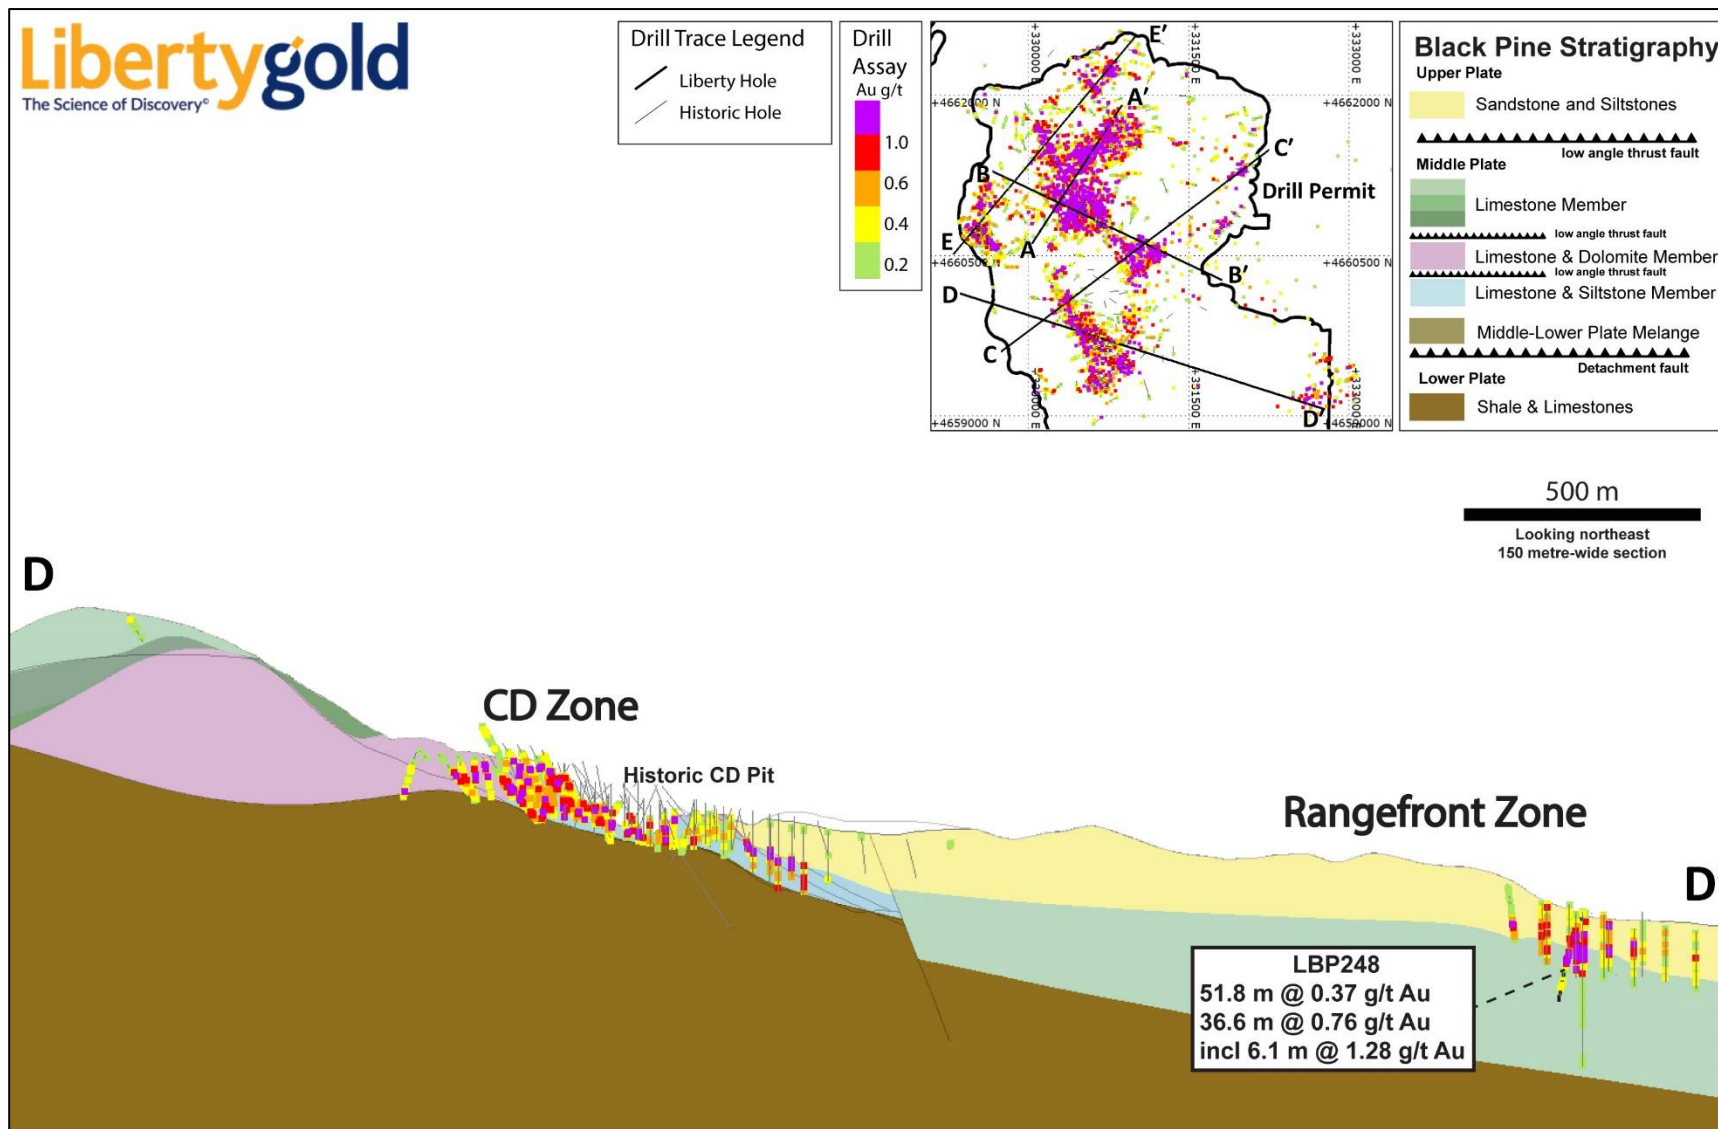 Libertygold
The Science of Discovery©
Drill Trace Legend
Liberty Hole
Historic Hole
Drill
Assay
Au g/t
1.0
0.6
0.4
0.2
+330000 E
+331500 E
+333000 E
E'
+4662000 N
+4662000 N
A'
C'
B
Drill Permit
E
A
+4660500 N
+4660500 N
B'
D
C
+331500 m
D'
+4659000 N
+4659000 N
Black Pine Stratigraphy
Upper Plate
Sandstone and Siltstones
low angle thrust fault
Middle Plate
Limestone Member
low angle thrust fault
Limestone & Dolomite Member
low angle thrust fault
Limestone & Siltstone Member
Middle-Lower Plate Melange
Detachment fault
Lower Plate
Shale & Limestones
500 m
Looking northeast
150 metre-wide section
D
CD Zone
Historic CD Pit
Rangefront Zone
D
LBP248
51.8 m @ 0.37 g/t Au
36.6 m @ 0.76 g/t Au
incl 6.1 m @ 1.28 g/t Au